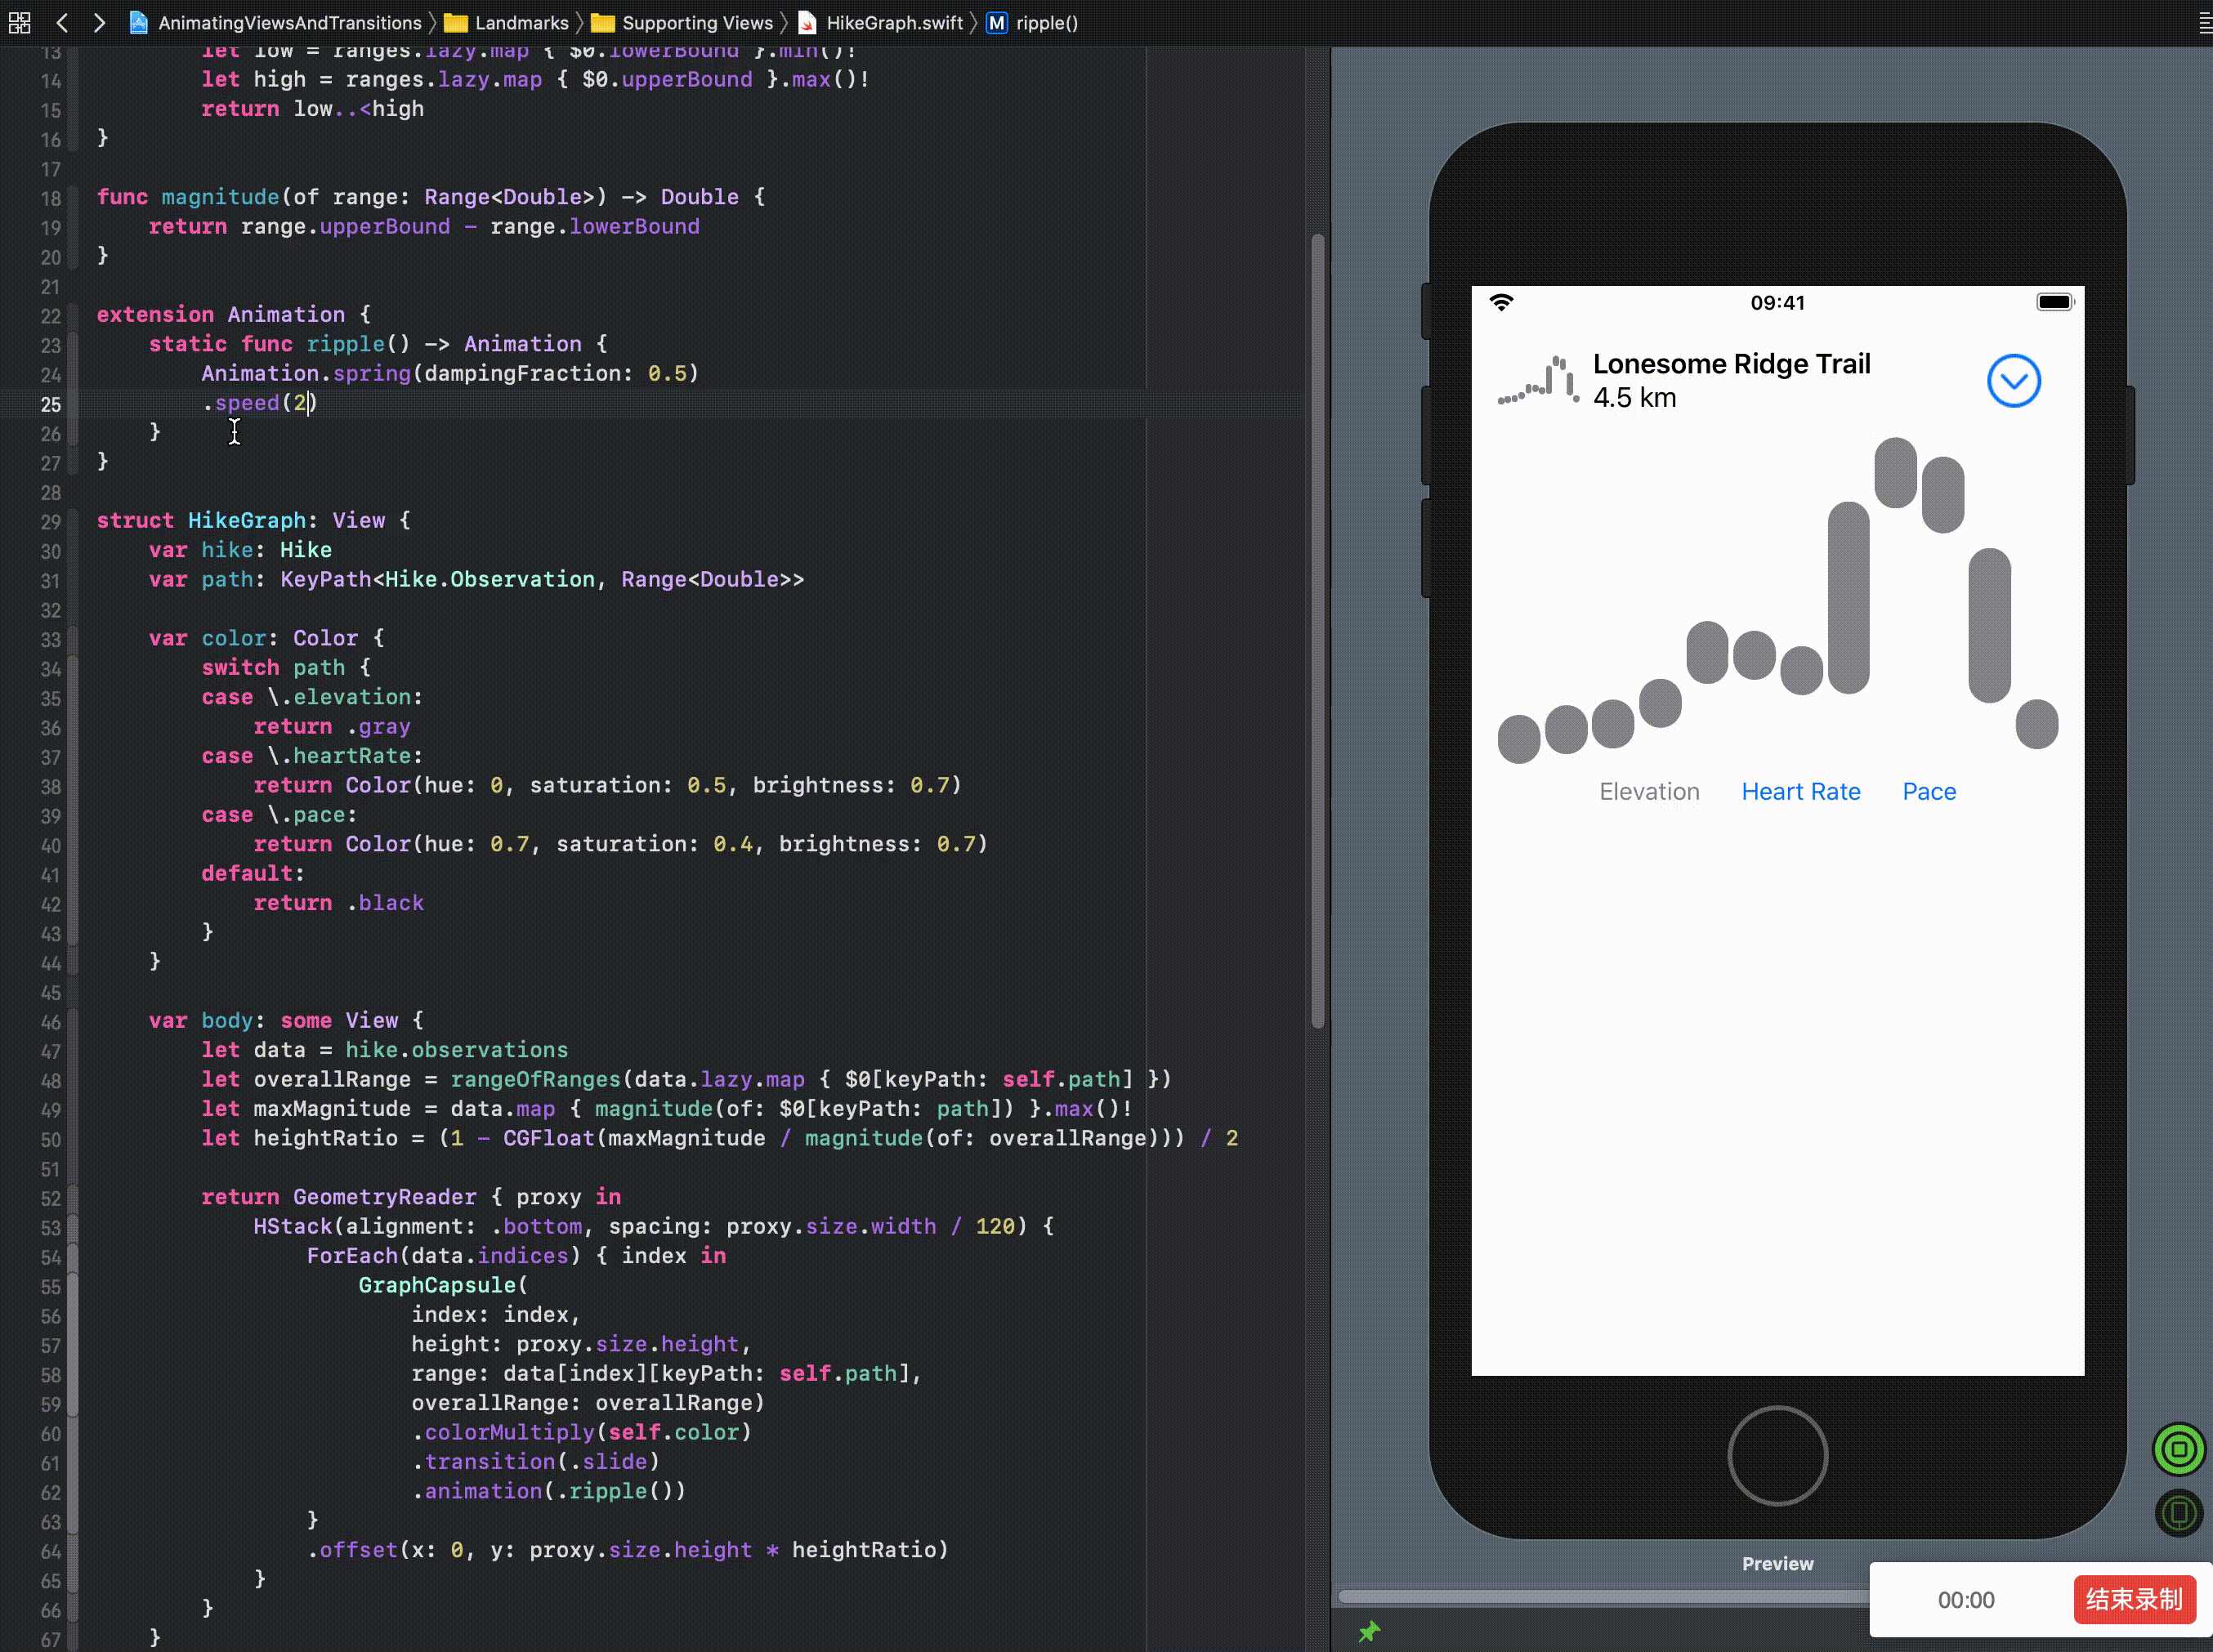 AnimatingViewsAndTransitions 〉 Landmarks 〉 Supporting Views 〉 HikeGraph.swift 〉 M ripple()
13 let low = ranges.lazy.map { $0.lowerBound }.min()!
14 let high = ranges.lazy.map { $0.upperBound }.max()!
15 return low..<high
16 }
17
18 func magnitude(of range: Range<Double>) -> Double {
19 return range.upperBound - range.lowerBound
20 }
21
22 extension Animation {
23 static func ripple() -> Animation {
24 Animation.spring(dampingFraction: 0.5)
25 .speed(2)
26 }
27 }
28
29 struct HikeGraph: View {
30 var hike: Hike
31 var path: KeyPath<Hike.Observation, Range<Double>>
32
33 var color: Color {
34 switch path {
35 case \.elevation:
36 return .gray
37 case \.heartRate:
38 return Color(hue: 0, saturation: 0.5, brightness: 0.7)
39 case \.pace:
40 return Color(hue: 0.7, saturation: 0.4, brightness: 0.7)
41 default:
42 return .black
43 }
44 }
45
46 var body: some View {
47 let data = hike.observations
48 let overallRange = rangeOfRanges(data.lazy.map { $0[keyPath: self.path] })
49 let maxMagnitude = data.map { magnitude(of: $0[keyPath: path]) }.max()!
50 let heightRatio = (1 - CGFloat(maxMagnitude / magnitude(of: overallRange))) / 2
51
52 return GeometryReader { proxy in
53 HStack(alignment: .bottom, spacing: proxy.size.width / 120) {
54 ForEach(data.indices) { index in
55 GraphCapsule(
56 index: index,
57 height: proxy.size.height,
58 range: data[index][keyPath: self.path],
59 overallRange: overallRange)
60 .colorMultiply(self.color)
61 .transition(.slide)
62 .animation(.ripple())
63 }
64 .offset(x: 0, y: proxy.size.height * heightRatio)
65 }
66 }
67 }
09:41
Lonesome Ridge Trail
4.5 km
Elevation Heart Rate Pace
Preview
00:00 结束录制